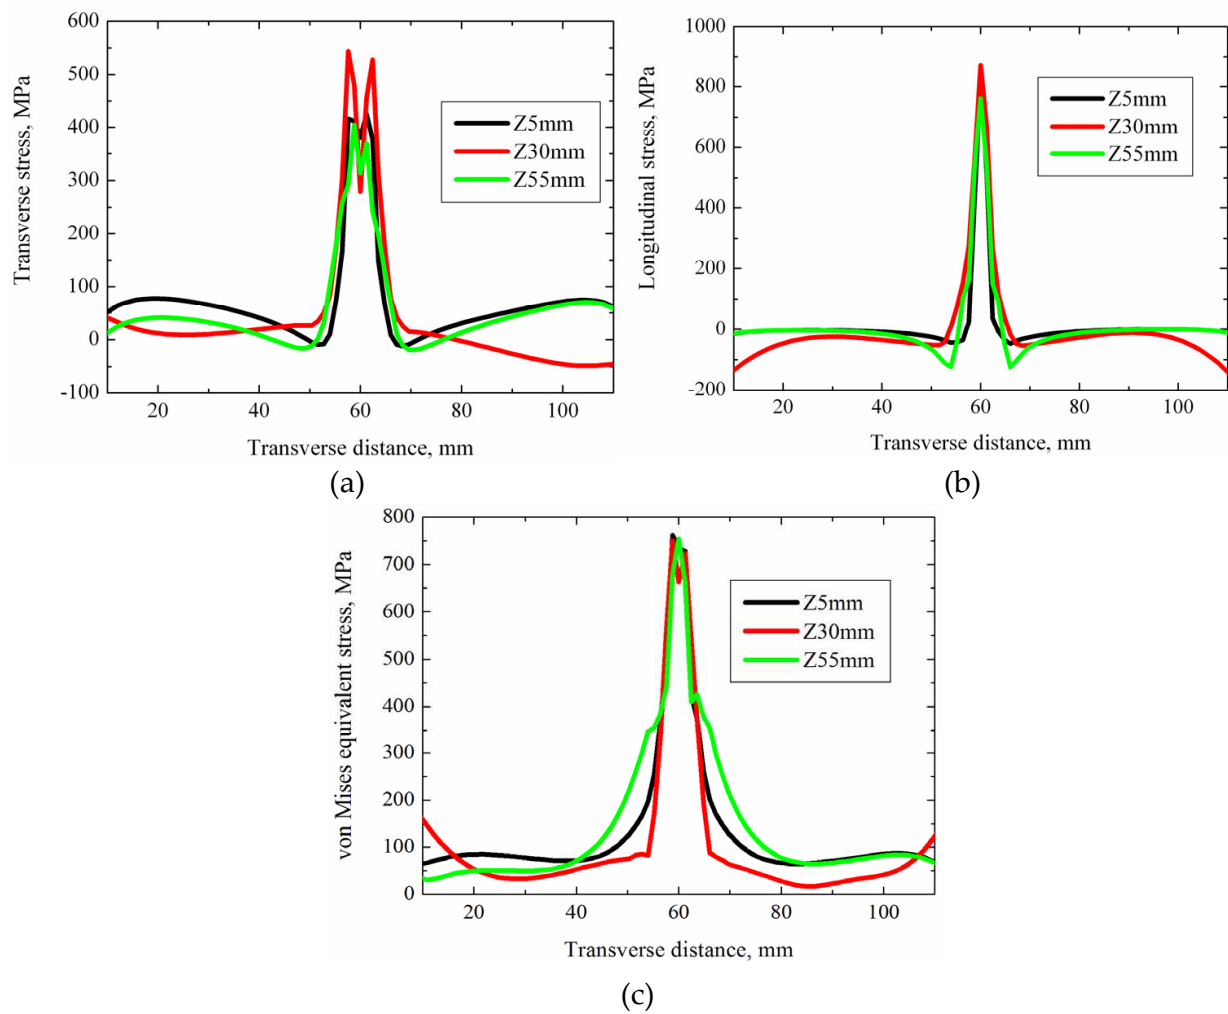 600
500
400
300
200
100
0
-100
Transverse stress, MPa
Z5mm
Z30mm
Z55mm
20
40
60
80
100
Transverse distance, mm
(a)
1000
800
600
400
200
0
-200
Longitudinal stress, MPa
Z5mm
Z30mm
Z55mm
20
40
60
80
100
Transverse distance, mm
(b)
800
700
600
500
400
300
200
100
0
von Mises equivalent stress, MPa
Z5mm
Z30mm
Z55mm
20
40
60
80
100
Transverse distance, mm
(c)